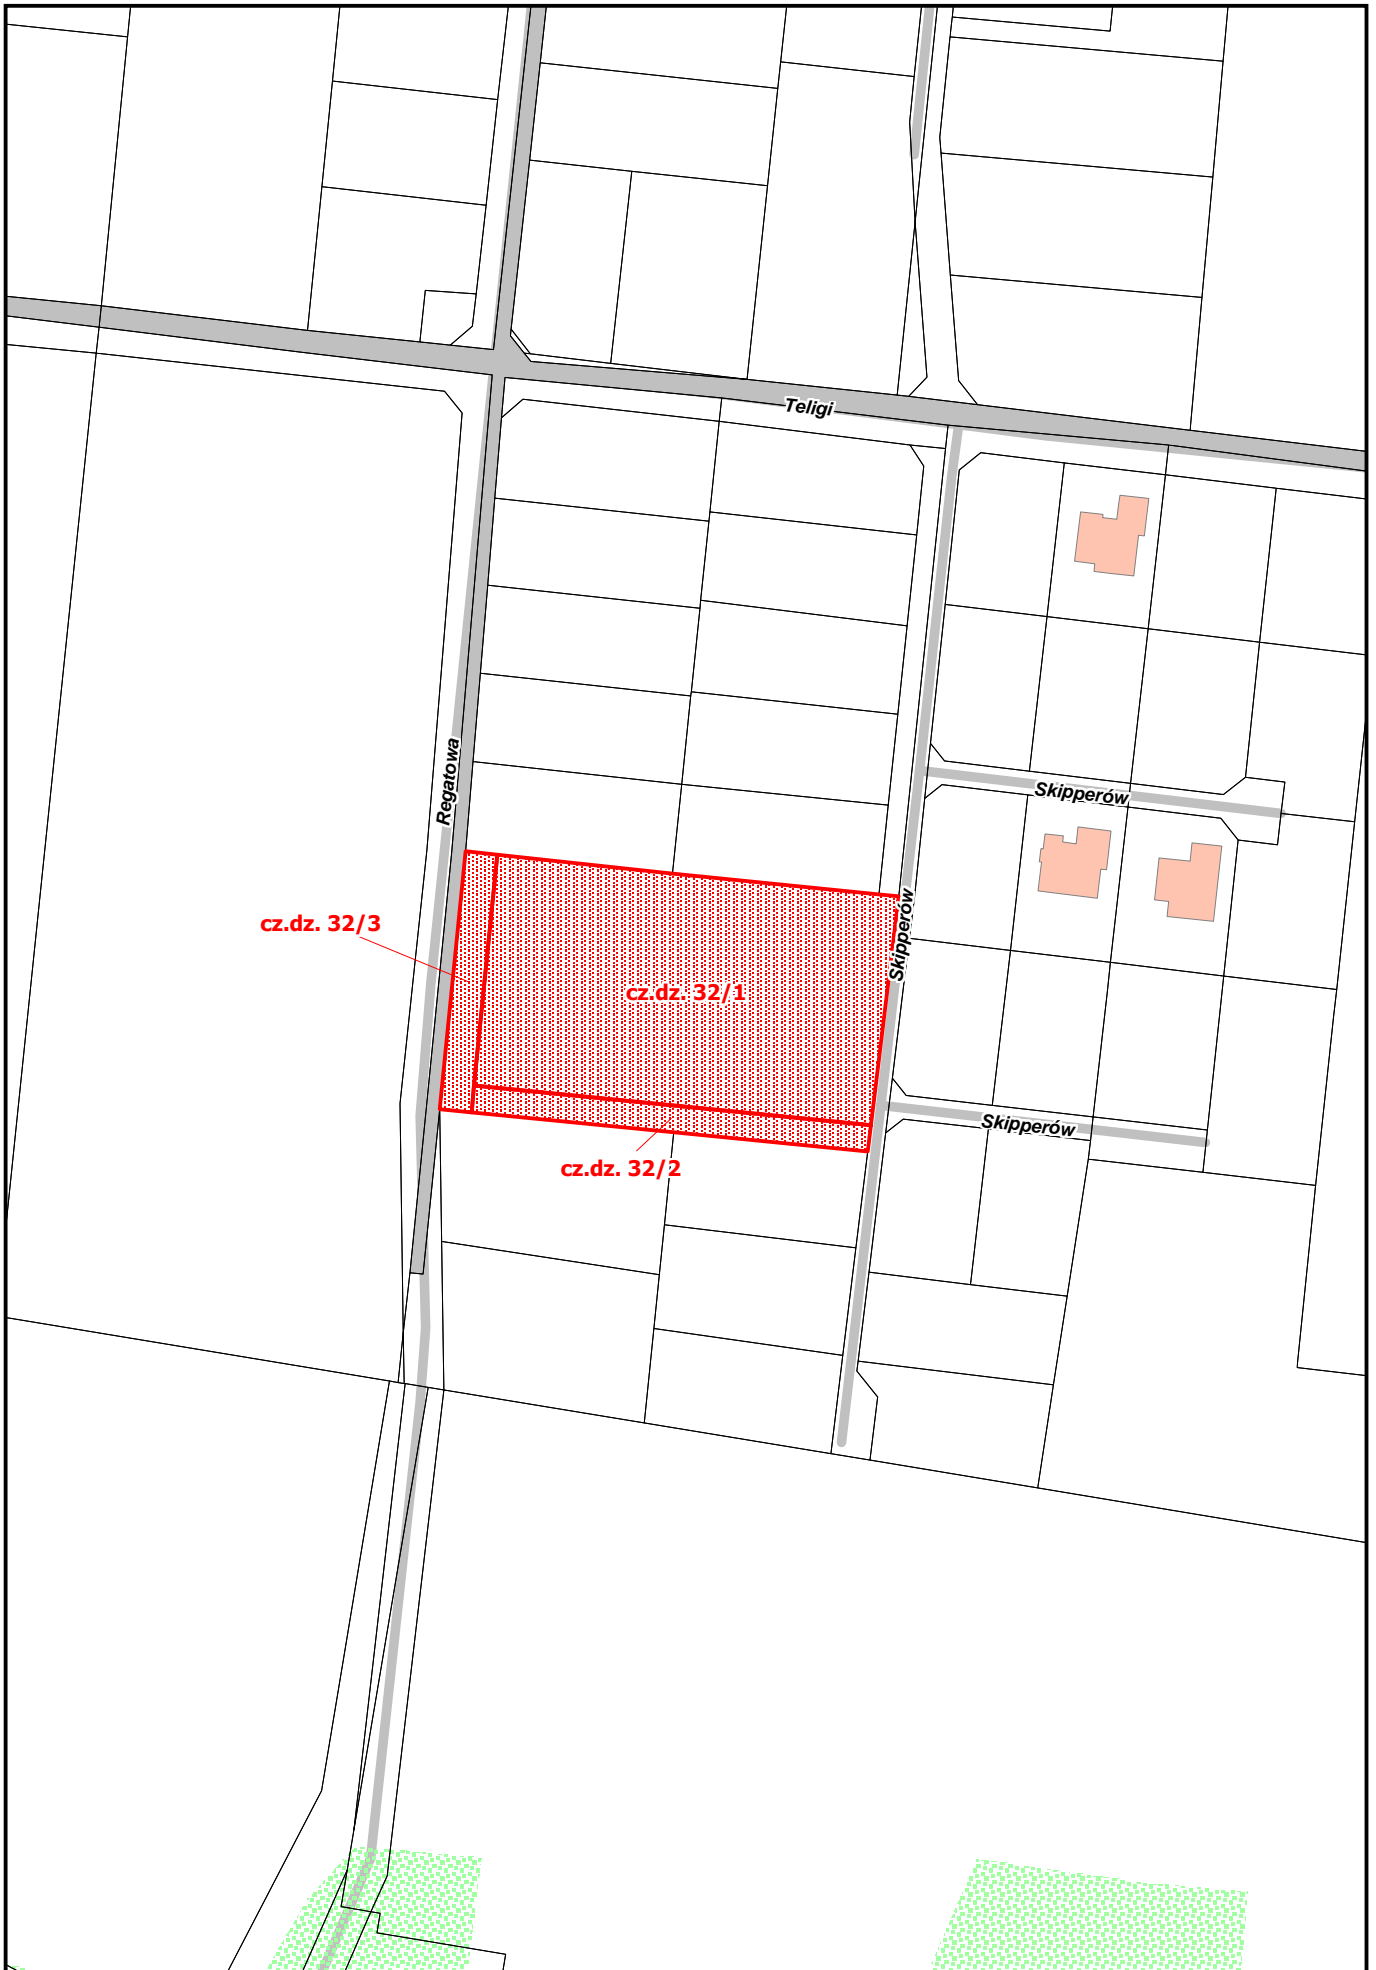 Teligi
Regatowa
Skipperów
Skipperów
cz.dz. 32/3
cz.dz. 32/1
Skipperów
cz.dz. 32/2